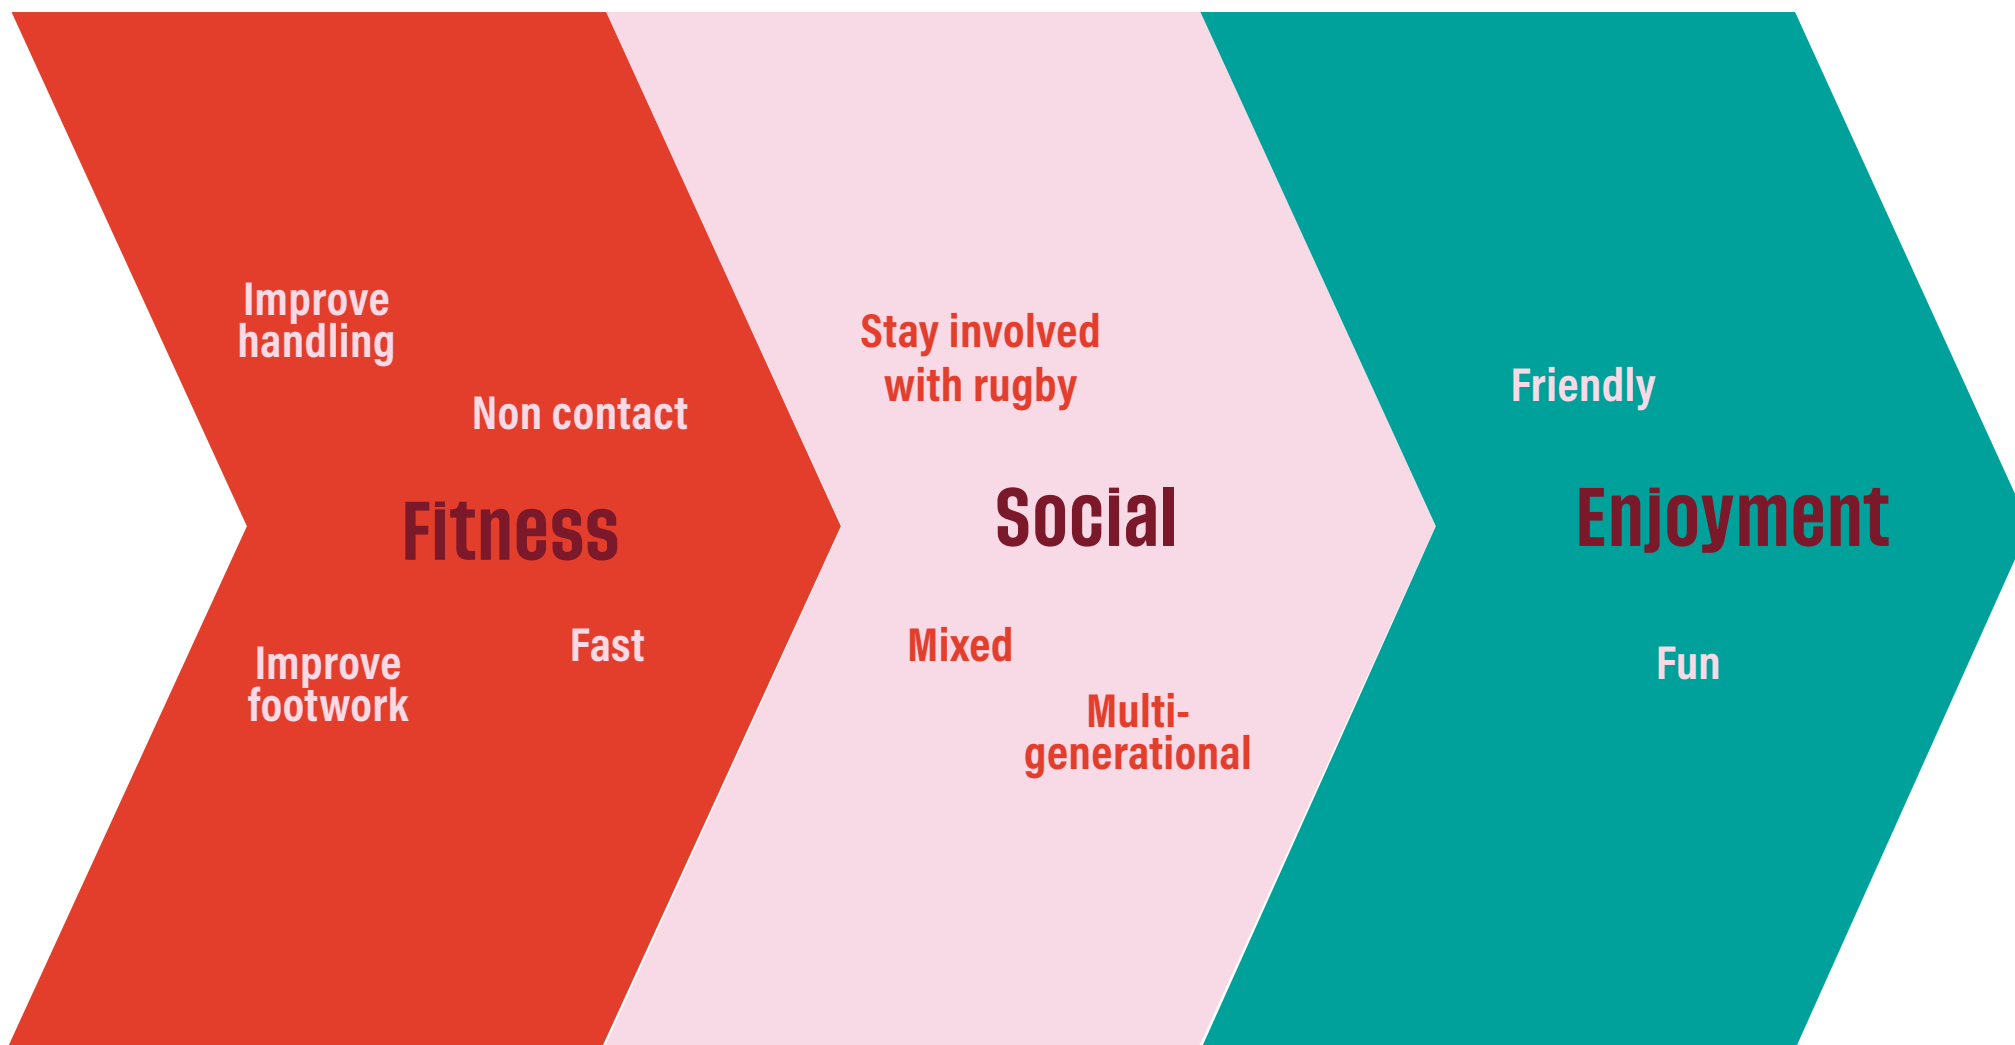 Improve
handling
Non contact
Fitness
Improve
footwork
Fast
Stay involved
with rugby
Social
Mixed
Multi-
generational
Friendly
Enjoyment
Fun